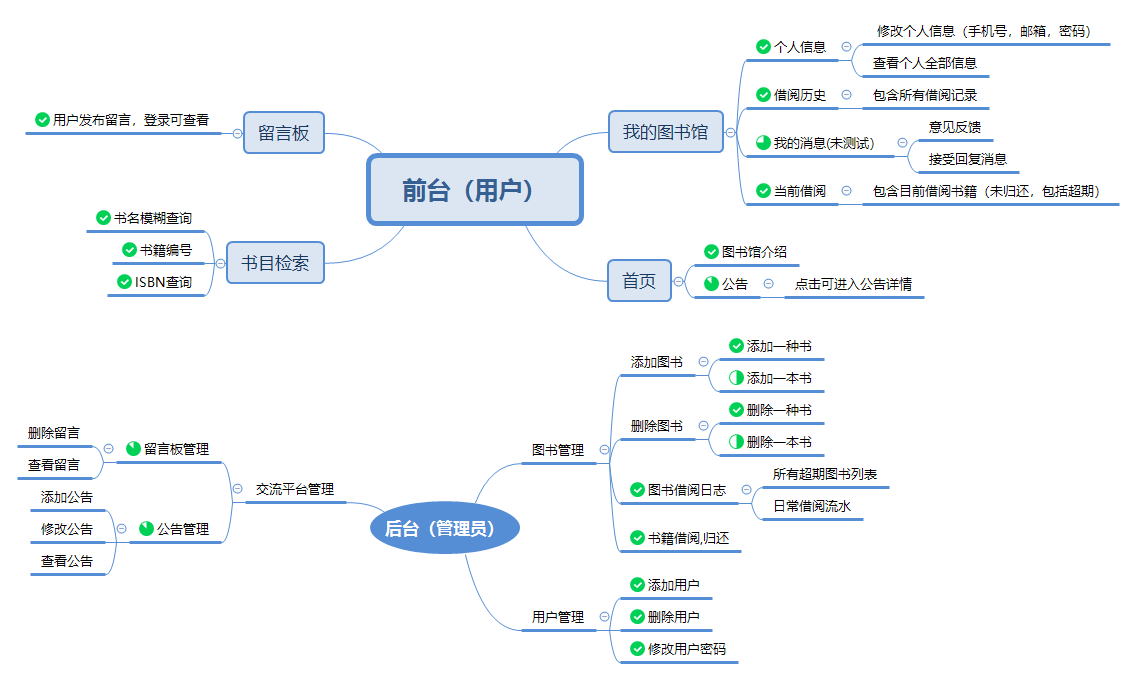 前台（用户）
留言板
用户发布留言，登录可查看
书目检索
书名模糊查询
书籍编号
ISBN查询
我的图书馆
个人信息
修改个人信息（手机号，邮箱，密码）
查看个人全部信息
借阅历史
包含所有借阅记录
我的消息(未测试）
意见反馈
接受回复消息
当前借阅
包含目前借阅书籍（未归还，包括超期）
首页
图书馆介绍
公告
点击可进入公告详情
后台（管理员）
交流平台管理
留言板管理
删除留言
查看留言
公告管理
添加公告
修改公告
查看公告
图书管理
添加图书
添加一种书
添加一本书
删除图书
删除一种书
删除一本书
图书借阅日志
所有超期图书列表
日常借阅流水
书籍借阅,归还
用户管理
添加用户
删除用户
修改用户密码